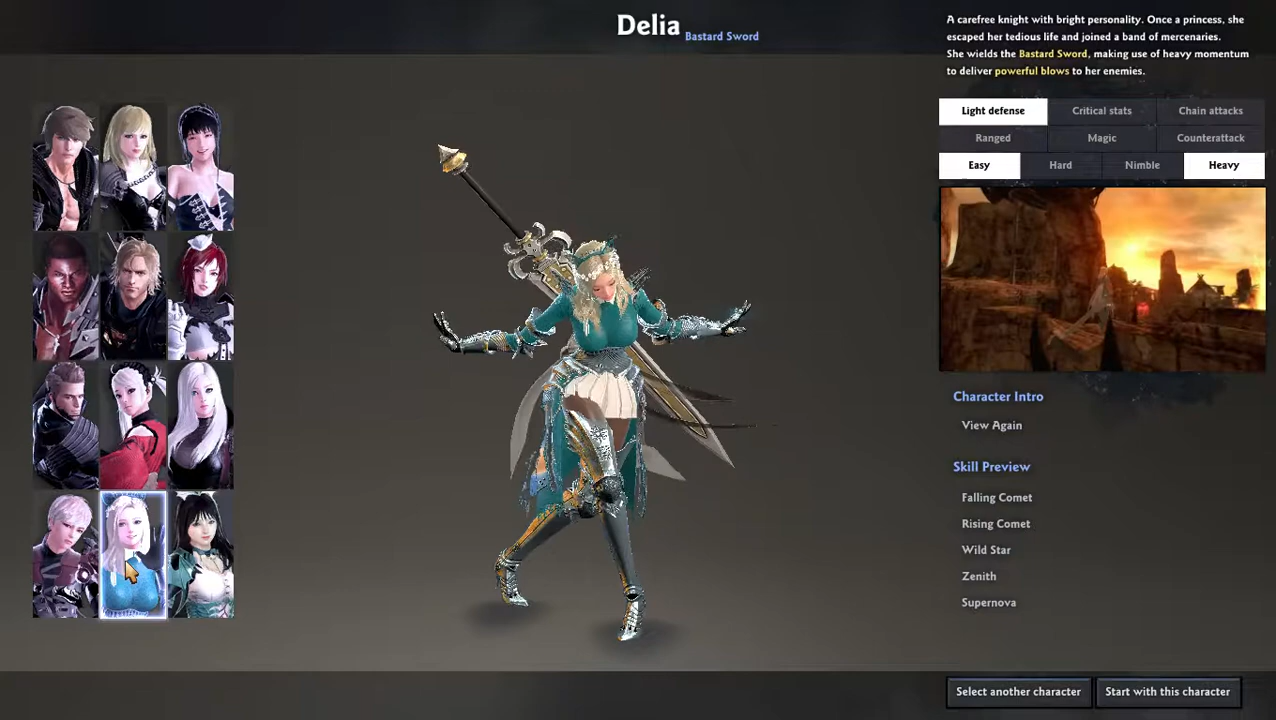 Delia Bastard Sword
A carefree knight with bright personality. Once a princess, she
escaped her tedious life and joined a band of mercenaries.
She wields the Bastard Sword, making use of heavy momentum
to deliver powerful blows to her enemies.
Light defense Critical stats Chain attacks
Ranged Magic Counterattack
Easy Hard Nimble Heavy
Character Intro
View Again
Skill Preview
Falling Comet
Rising Comet
Wild Star
Zenith
Supernova
Select another character Start with this character